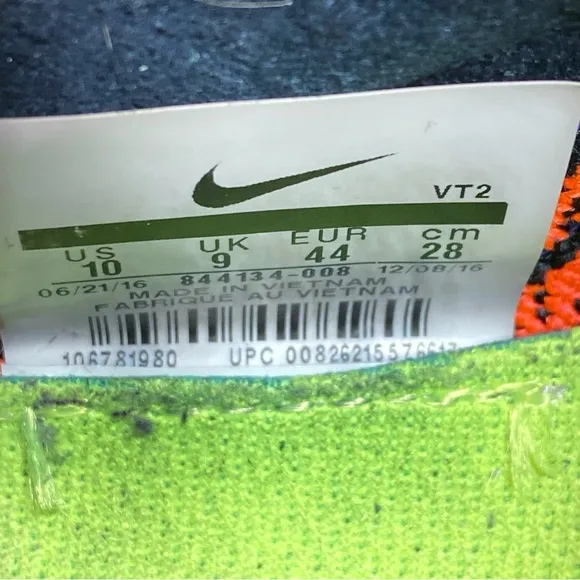 VT2
US UK EUR cm
10 9 44 28
06/21/16 844134-008 12/08/16
MADE IN VIETNAM
FABRIQUE AU VIETNAM
106781980 UPC